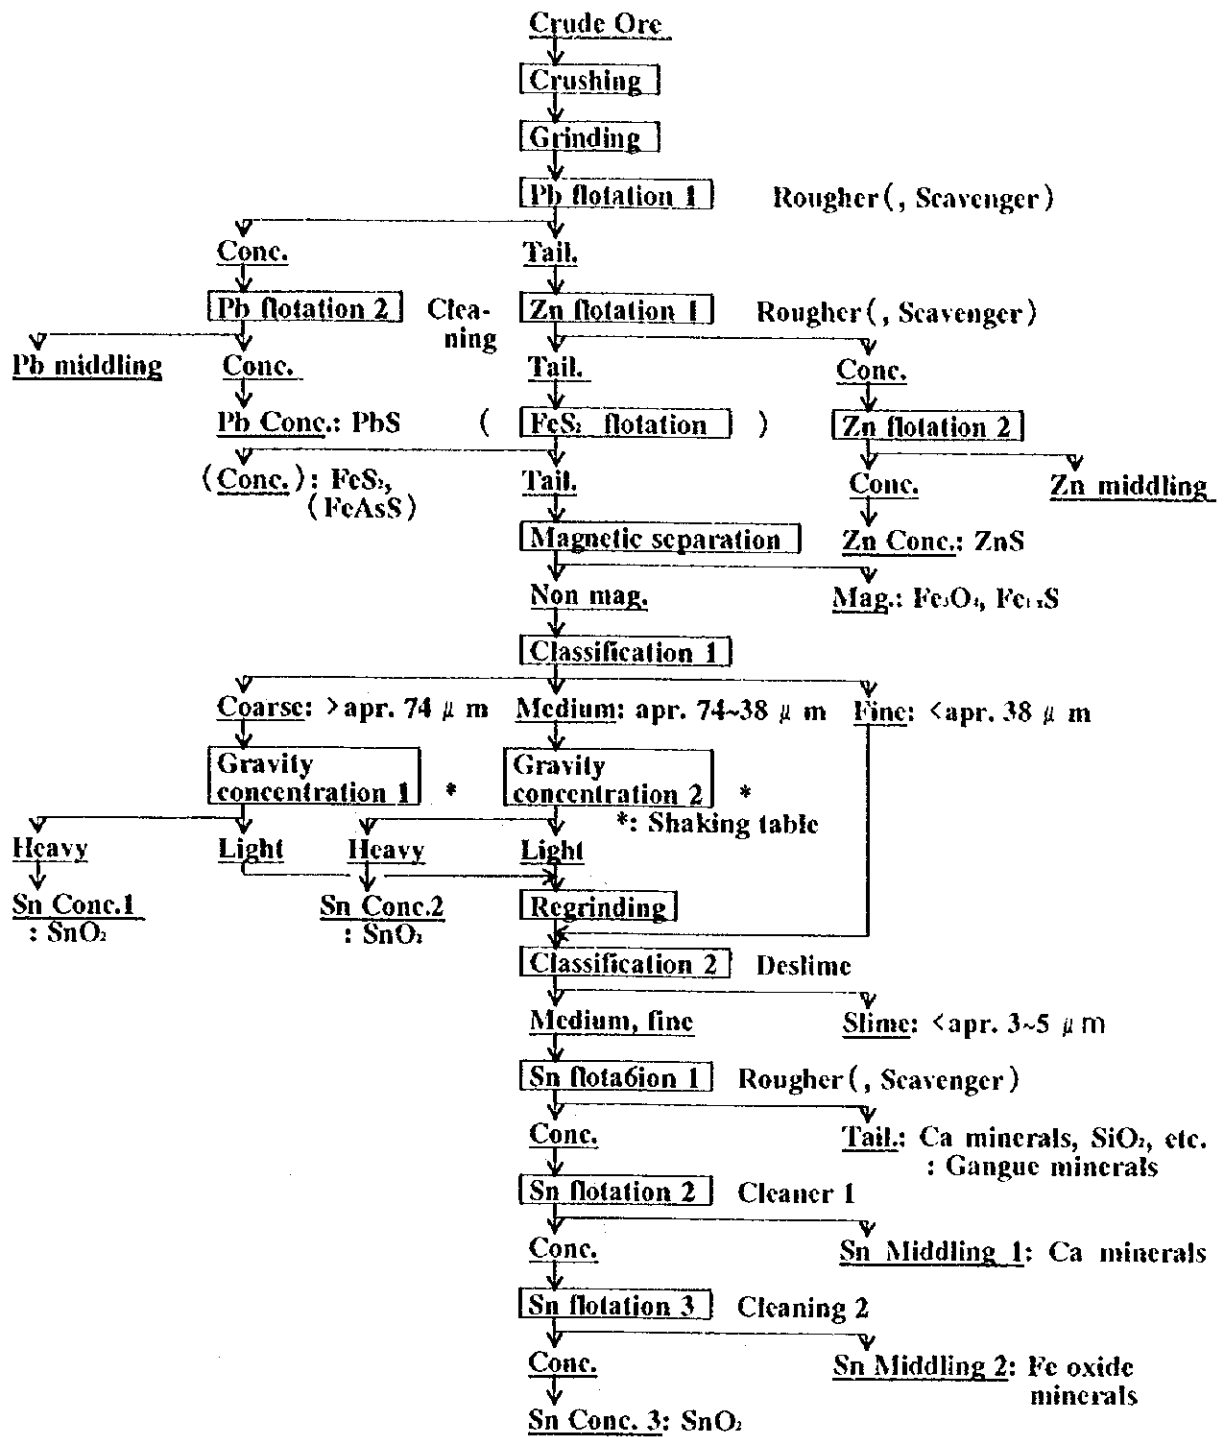 Crude Ore
Crushing
Grinding
Pb flotation 1 Rougher(, Scavenger)
Conc. Tail.
Pb flotation 2 Clea-
ning Zn flotation 1 Rougher(, Scavenger)
Pb middling Conc. Tail. Conc.
Pb Conc.: PbS ( FeS₂ flotation ) Zn flotation 2
(Conc.): FeS₂, Tail. Conc. Zn middling
(FeAsS)
Magnetic separation Zn Conc.: ZnS
Non mag. Mag.: Fe₃O₄, Fe₁₋ₓS
Classification 1
Coarse: >apr. 74 μ m Medium: apr. 74~38 μ m Fine: <apr. 38 μ m
Gravity
concentration 1 *
Gravity
concentration 2 *
*: Shaking table
Heavy Light Heavy Light
Sn Conc.1
: SnO₂
Sn Conc.2
: SnO₂
Regrinding
Classification 2 Deslime
Medium, fine Slime: <apr. 3~5 μ m
Sn flota6ion 1 Rougher(, Scavenger)
Conc. Tail.: Ca minerals, SiO₂, etc.
: Gangue minerals
Sn flotation 2 Cleaner 1
Conc. Sn Middling 1: Ca minerals
Sn flotation 3 Cleaning 2
Conc. Sn Middling 2: Fe oxide
minerals
Sn Conc. 3: SnO₂